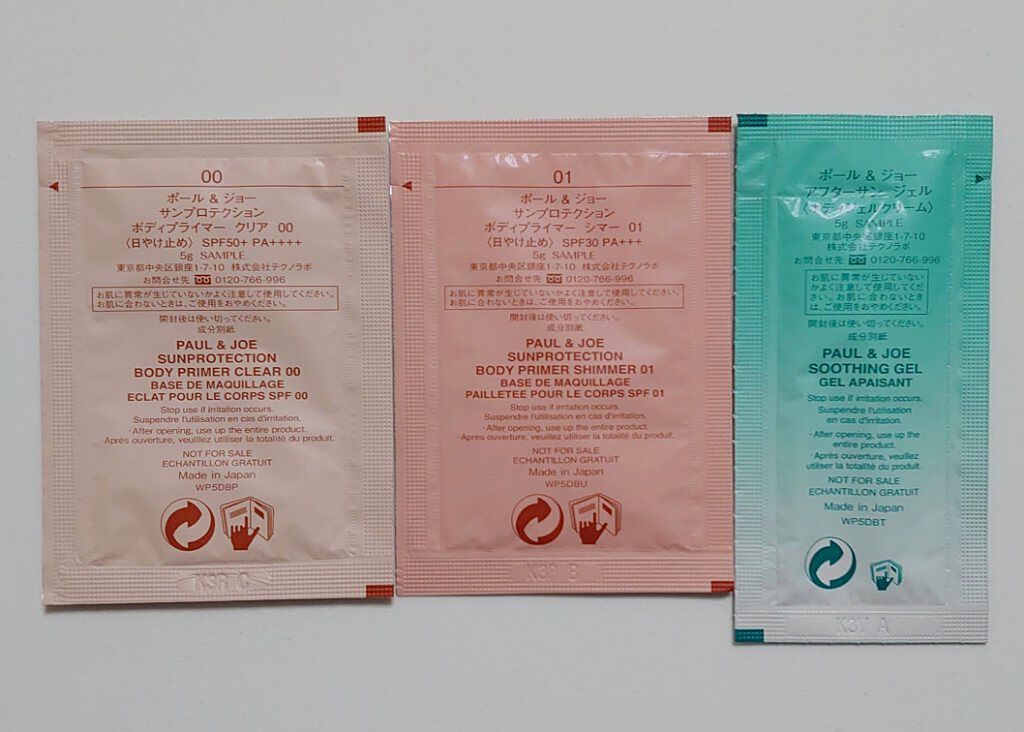 00
ポール & ジョー
サンプロテクション
ボディプライマー クリア 00
〈日やけ止め〉 SPF50+ PA++++
5g SAMPLE
東京都中央区銀座1-7-10 株式会社テクノラボ
お問合せ先 0120-766-996
お肌に異常が生じていないかよく注意して使用してください。
お肌に合わないときは、ご使用をおやめください。
開封後は使い切ってください。
成分別紙
PAUL & JOE
SUNPROTECTION
BODY PRIMER CLEAR 00
BASE DE MAQUILLAGE
ECLAT POUR LE CORPS SPF 00
Stop use if irritation occurs.
Suspendre l'utilisation en cas d'irritation.
·After opening, use up the entire product.
·Après ouverture, veuillez utiliser la totalité du produit.
NOT FOR SALE
ECHANTILLON GRATUIT
Made in Japan
WP5DBP
K3R C
01
ポール & ジョー
サンプロテクション
ボディプライマー シマー 01
〈日やけ止め〉 SPF30 PA+++
5g SAMPLE
東京都中央区銀座1-7-10 株式会社テクノラボ
お問合せ先 0120-766-996
お肌に異常が生じていないかよく注意して使用してください。
お肌に合わないときは、ご使用をおやめください。
開封後は使い切ってください。
成分別紙
PAUL & JOE
SUNPROTECTION
BODY PRIMER SHIMMER 01
BASE DE MAQUILLAGE
PAILLETEE POUR LE CORPS SPF 01
Stop use if irritation occurs.
Suspendre l'utilisation en cas d'irritation.
·After opening, use up the entire product.
·Après ouverture, veuillez utiliser la totalité du produit.
NOT FOR SALE
ECHANTILLON GRATUIT
Made in Japan
WP5DBU
ポール & ジョー
アフターサン ジェル
〈ボディジェルクリーム〉
5g SAMPLE
東京都中央区銀座1-7-10
株式会社テクノラボ
お問合せ先 0120-766-996
お肌に異常が生じていない
かよく注意して使用してくだ
さい。お肌に合わないとき
は、ご使用をおやめください。
開封後は使い切ってください。
成分別紙
PAUL & JOE
SOOTHING GEL
GEL APAISANT
Stop use if irritation occurs.
Suspendre l'utilisation
en cas d'irritation.
·After opening, use up the
entire product.
·Après ouverture, veuillez
utiliser la totalité du produit.
NOT FOR SALE
ECHANTILLON GRATUIT
Made in Japan
WP5DBT